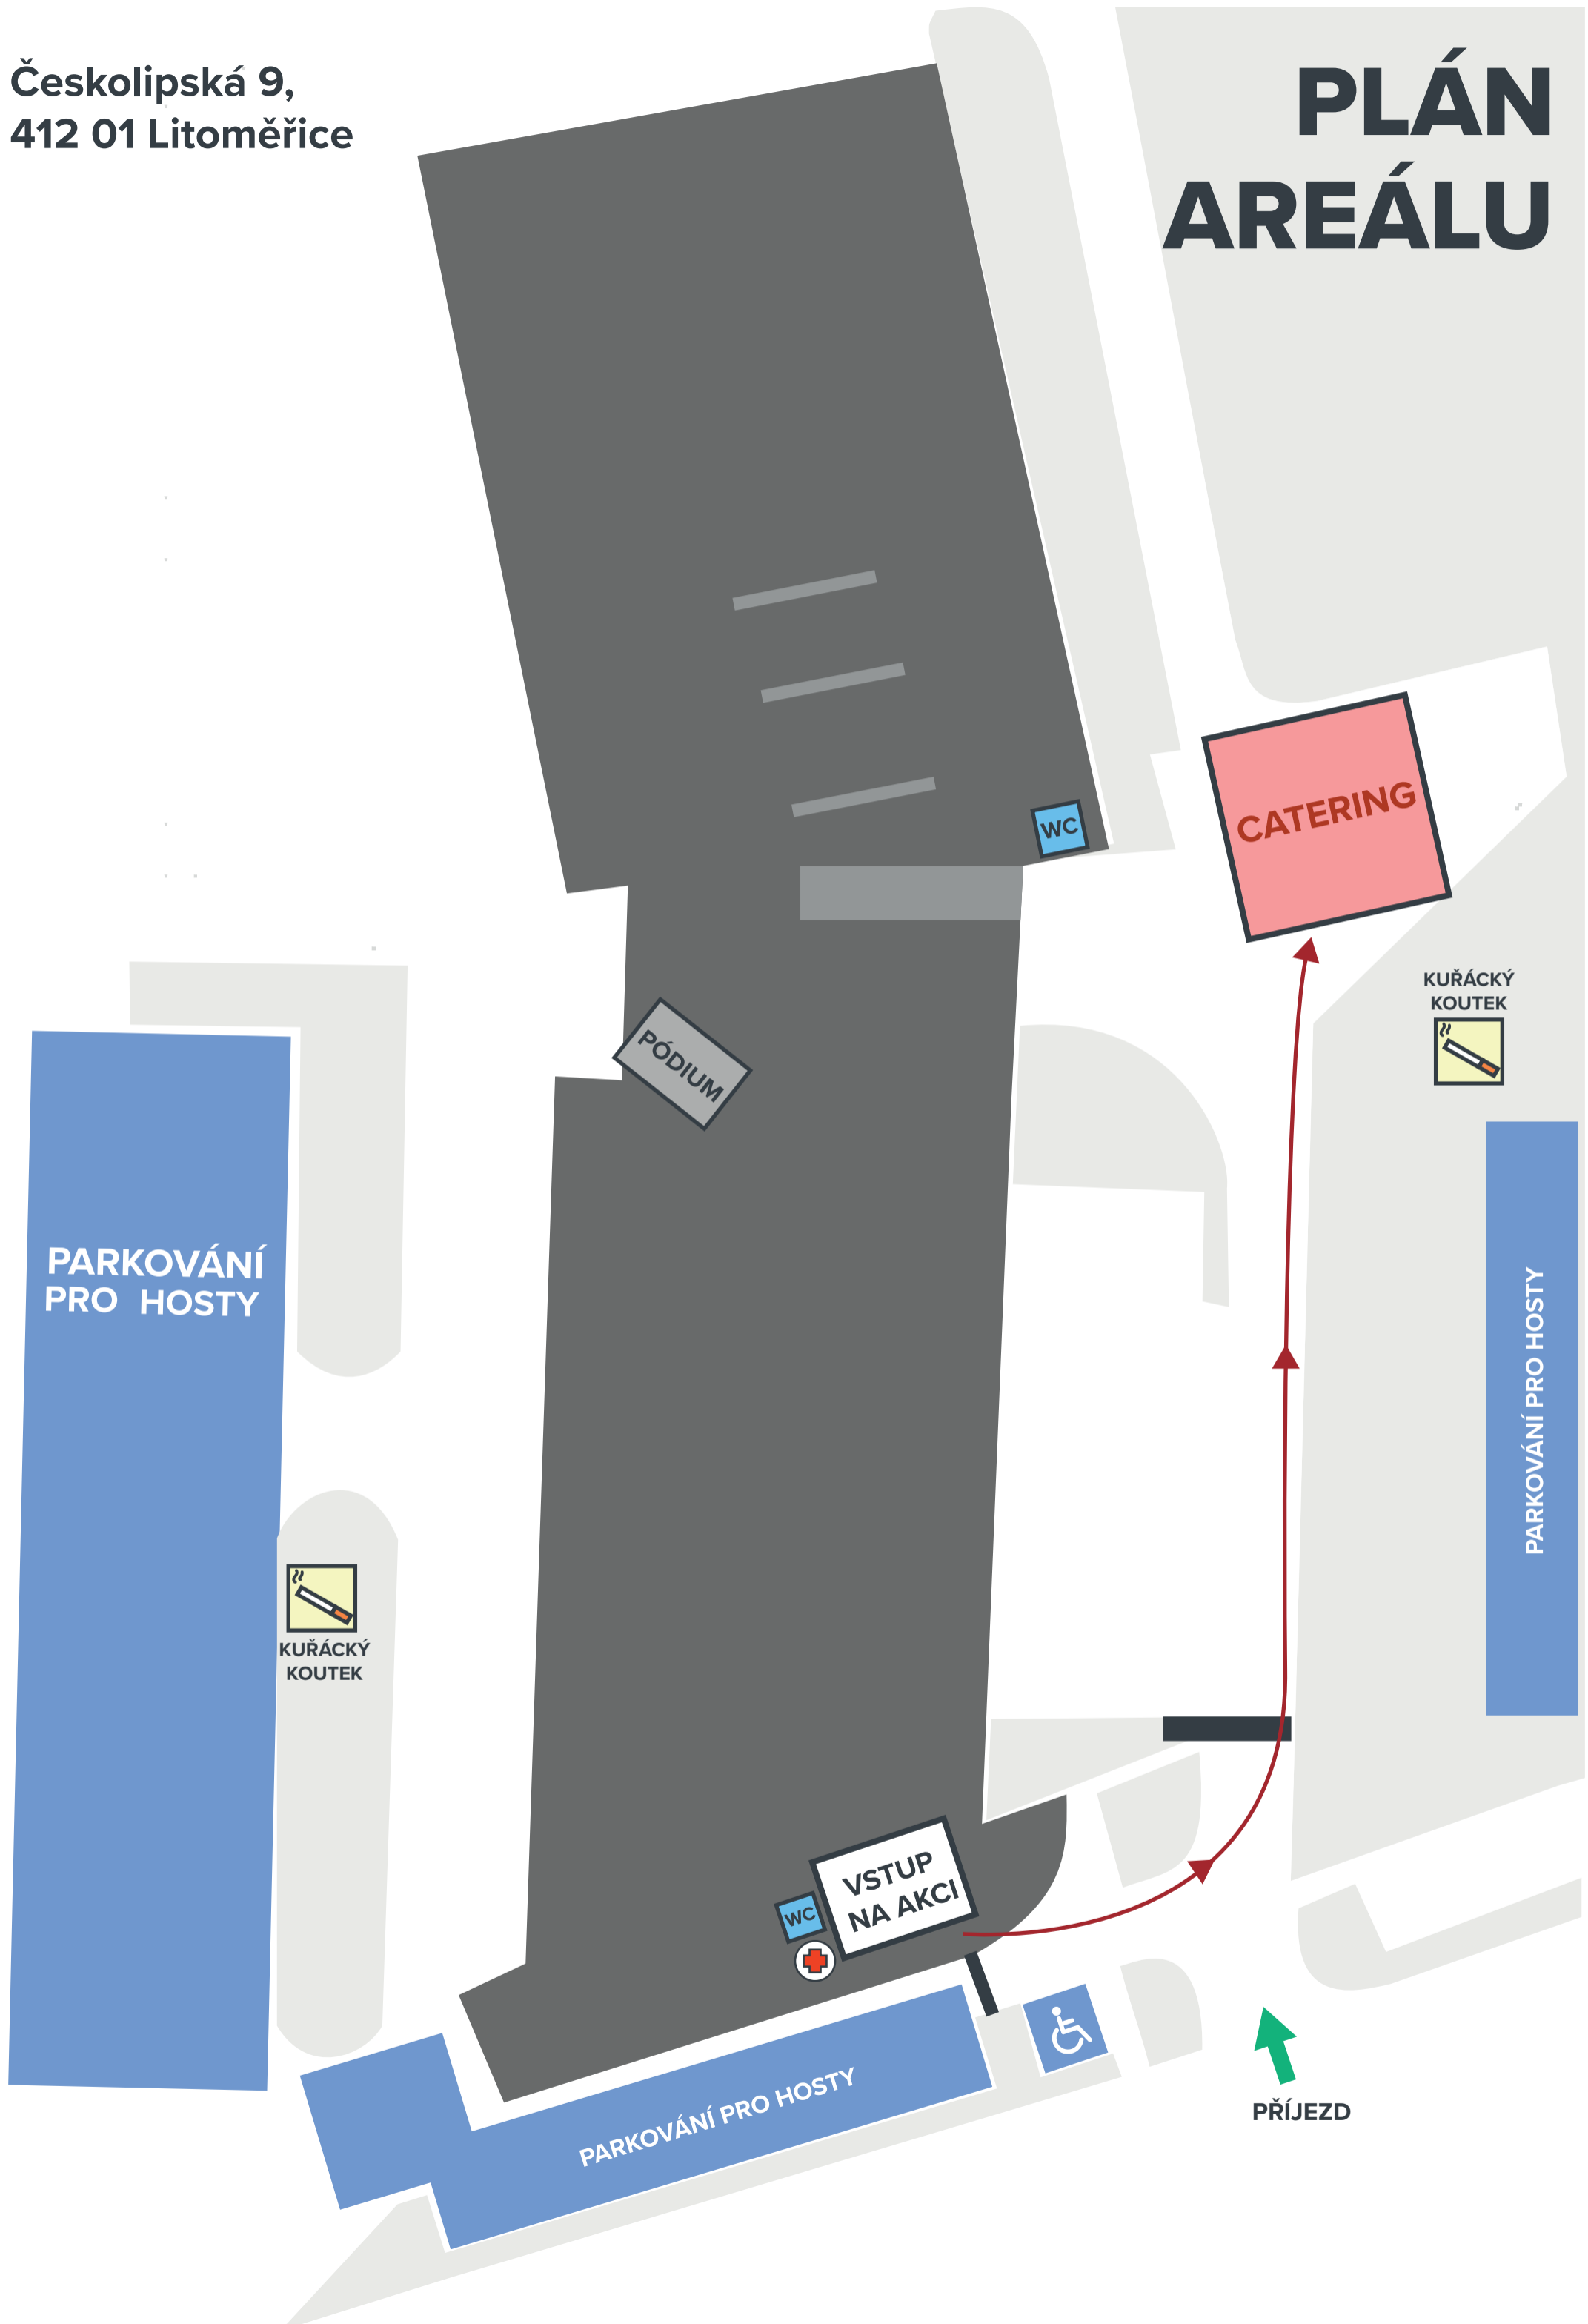 Českolipská 9,
412 01 Litoměřice
PLÁN
AREÁLU
WC
CATERING
KUŘÁCKÝ
KOUTEK
PÓDIUM
PARKOVÁNÍ
PRO HOSTY
PARKOVÁNÍ PRO HOSTY
KUŘÁCKÝ
KOUTEK
VSTUP
NA AKCI
WC
PARKOVÁNÍ PRO HOSTY
PŘÍJEZD